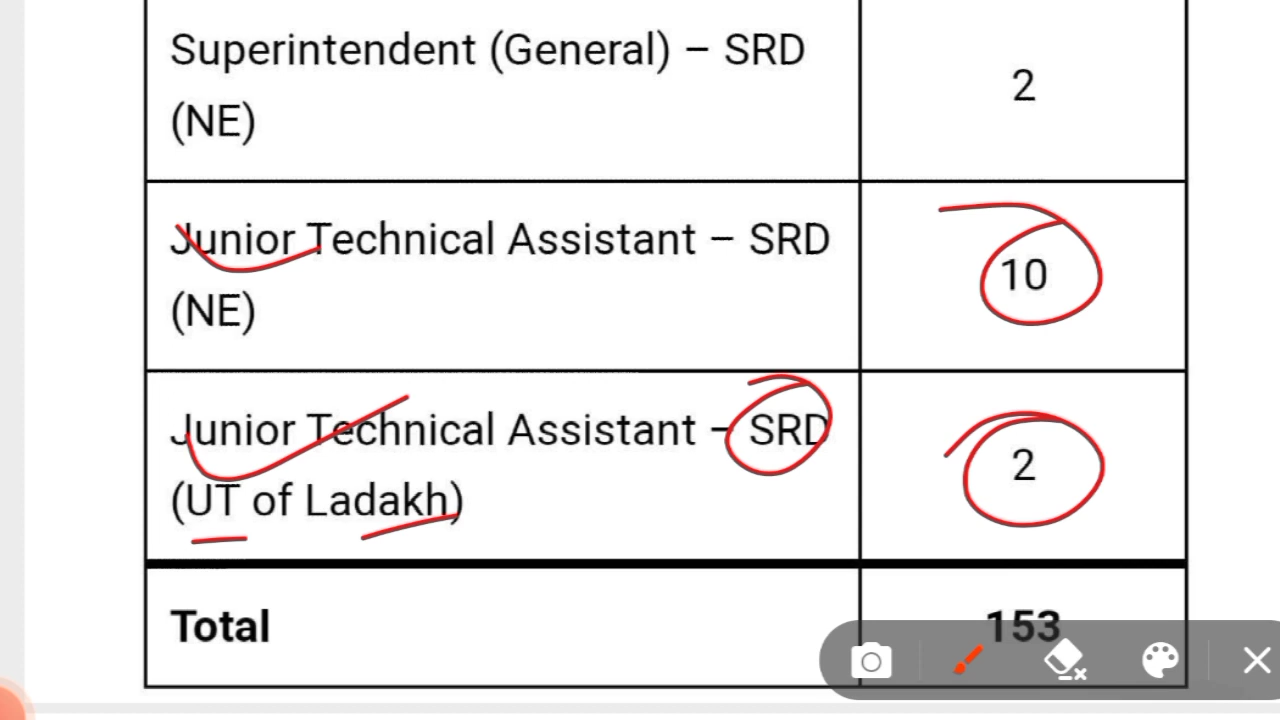 Superintendent (General) – SRD
(NE)
2
Junior Technical Assistant – SRD
(NE)
10
Junior Technical Assistant – SRD
(UT of Ladakh)
2
Total
153